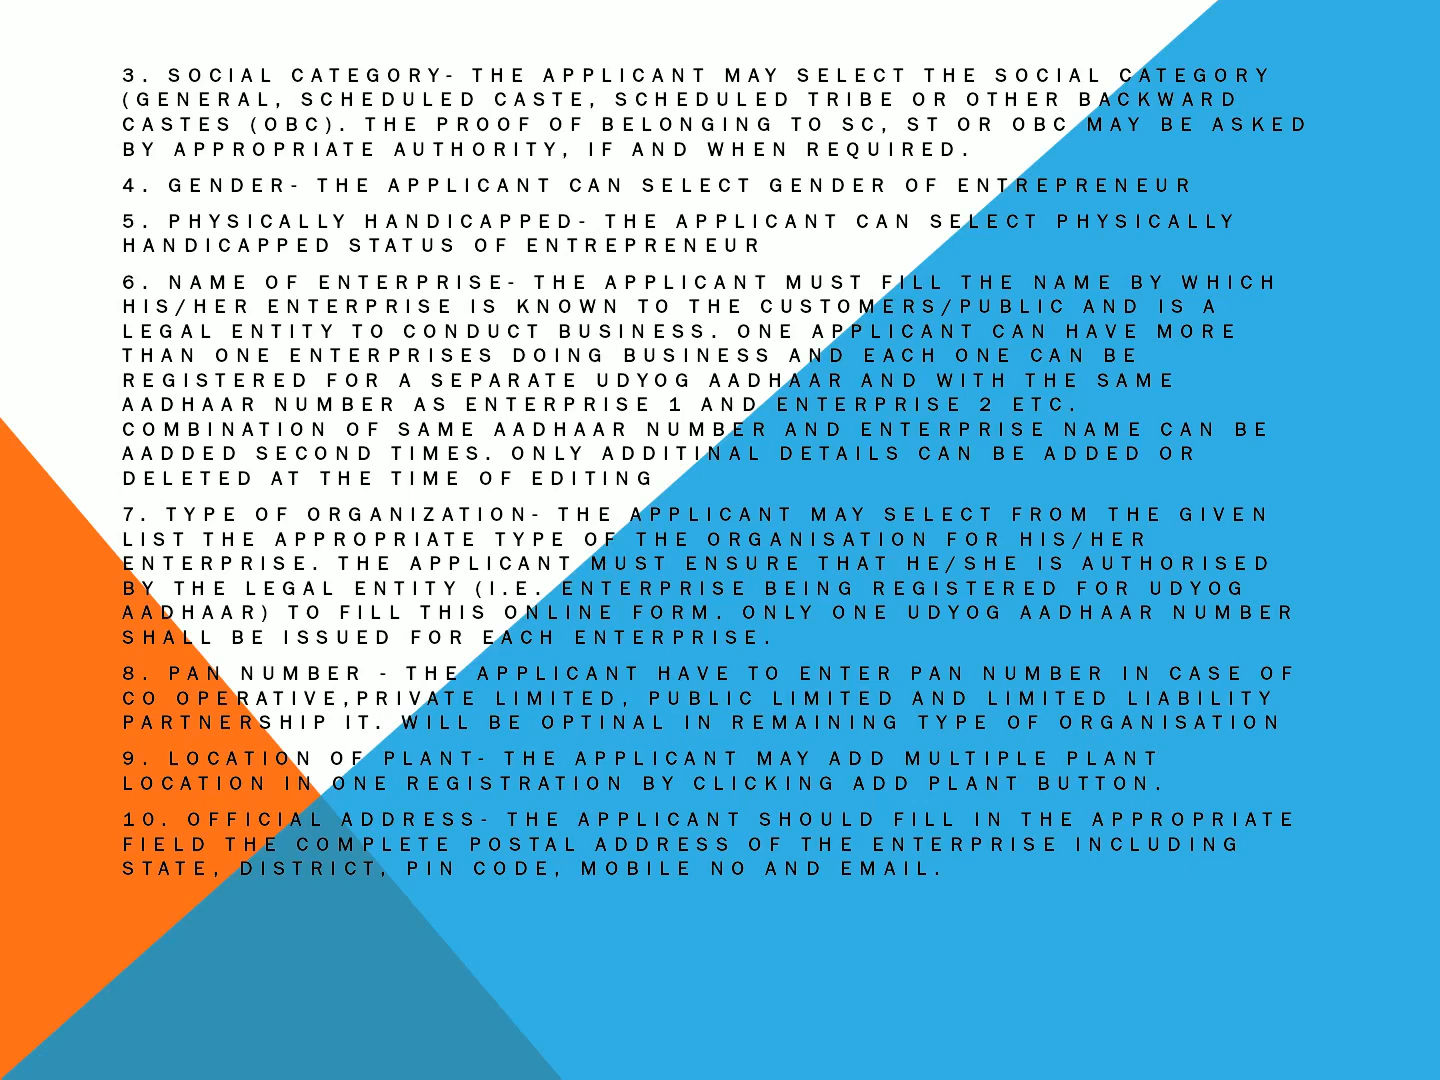 3. SOCIAL CATEGORY- THE APPLICANT MAY SELECT THE SOCIAL CATEGORY
(GENERAL, SCHEDULED CASTE, SCHEDULED TRIBE OR OTHER BACKWARD
CASTES (OBC). THE PROOF OF BELONGING TO SC, ST OR OBC MAY BE ASKED
BY APPROPRIATE AUTHORITY, IF AND WHEN REQUIRED.
4. GENDER- THE APPLICANT CAN SELECT GENDER OF ENTREPRENEUR
5. PHYSICALLY HANDICAPPED- THE APPLICANT CAN SELECT PHYSICALLY
HANDICAPPED STATUS OF ENTREPRENEUR
6. NAME OF ENTERPRISE- THE APPLICANT MUST FILL THE NAME BY WHICH
HIS/HER ENTERPRISE IS KNOWN TO THE CUSTOMERS/PUBLIC AND IS A
LEGAL ENTITY TO CONDUCT BUSINESS. ONE APPLICANT CAN HAVE MORE
THAN ONE ENTERPRISES DOING BUSINESS AND EACH ONE CAN BE
REGISTERED FOR A SEPARATE UDYOG AADHAAR AND WITH THE SAME
AADHAAR NUMBER AS ENTERPRISE 1 AND ENTERPRISE 2 ETC.
COMBINATION OF SAME AADHAAR NUMBER AND ENTERPRISE NAME CAN BE
AADDED SECOND TIMES. ONLY ADDITINAL DETAILS CAN BE ADDED OR
DELETED AT THE TIME OF EDITING
7. TYPE OF ORGANIZATION- THE APPLICANT MAY SELECT FROM THE GIVEN
LIST THE APPROPRIATE TYPE OF THE ORGANISATION FOR HIS/HER
ENTERPRISE. THE APPLICANT MUST ENSURE THAT HE/SHE IS AUTHORISED
BY THE LEGAL ENTITY (I.E. ENTERPRISE BEING REGISTERED FOR UDYOG
AADHAAR) TO FILL THIS ONLINE FORM. ONLY ONE UDYOG AADHAAR NUMBER
SHALL BE ISSUED FOR EACH ENTERPRISE.
8. PAN NUMBER - THE APPLICANT HAVE TO ENTER PAN NUMBER IN CASE OF
CO OPERATIVE,PRIVATE LIMITED, PUBLIC LIMITED AND LIMITED LIABILITY
PARTNERSHIP IT. WILL BE OPTINAL IN REMAINING TYPE OF ORGANISATION
9. LOCATION OF PLANT- THE APPLICANT MAY ADD MULTIPLE PLANT
LOCATION IN ONE REGISTRATION BY CLICKING ADD PLANT BUTTON.
10. OFFICIAL ADDRESS- THE APPLICANT SHOULD FILL IN THE APPROPRIATE
FIELD THE COMPLETE POSTAL ADDRESS OF THE ENTERPRISE INCLUDING
STATE, DISTRICT, PIN CODE, MOBILE NO AND EMAIL.